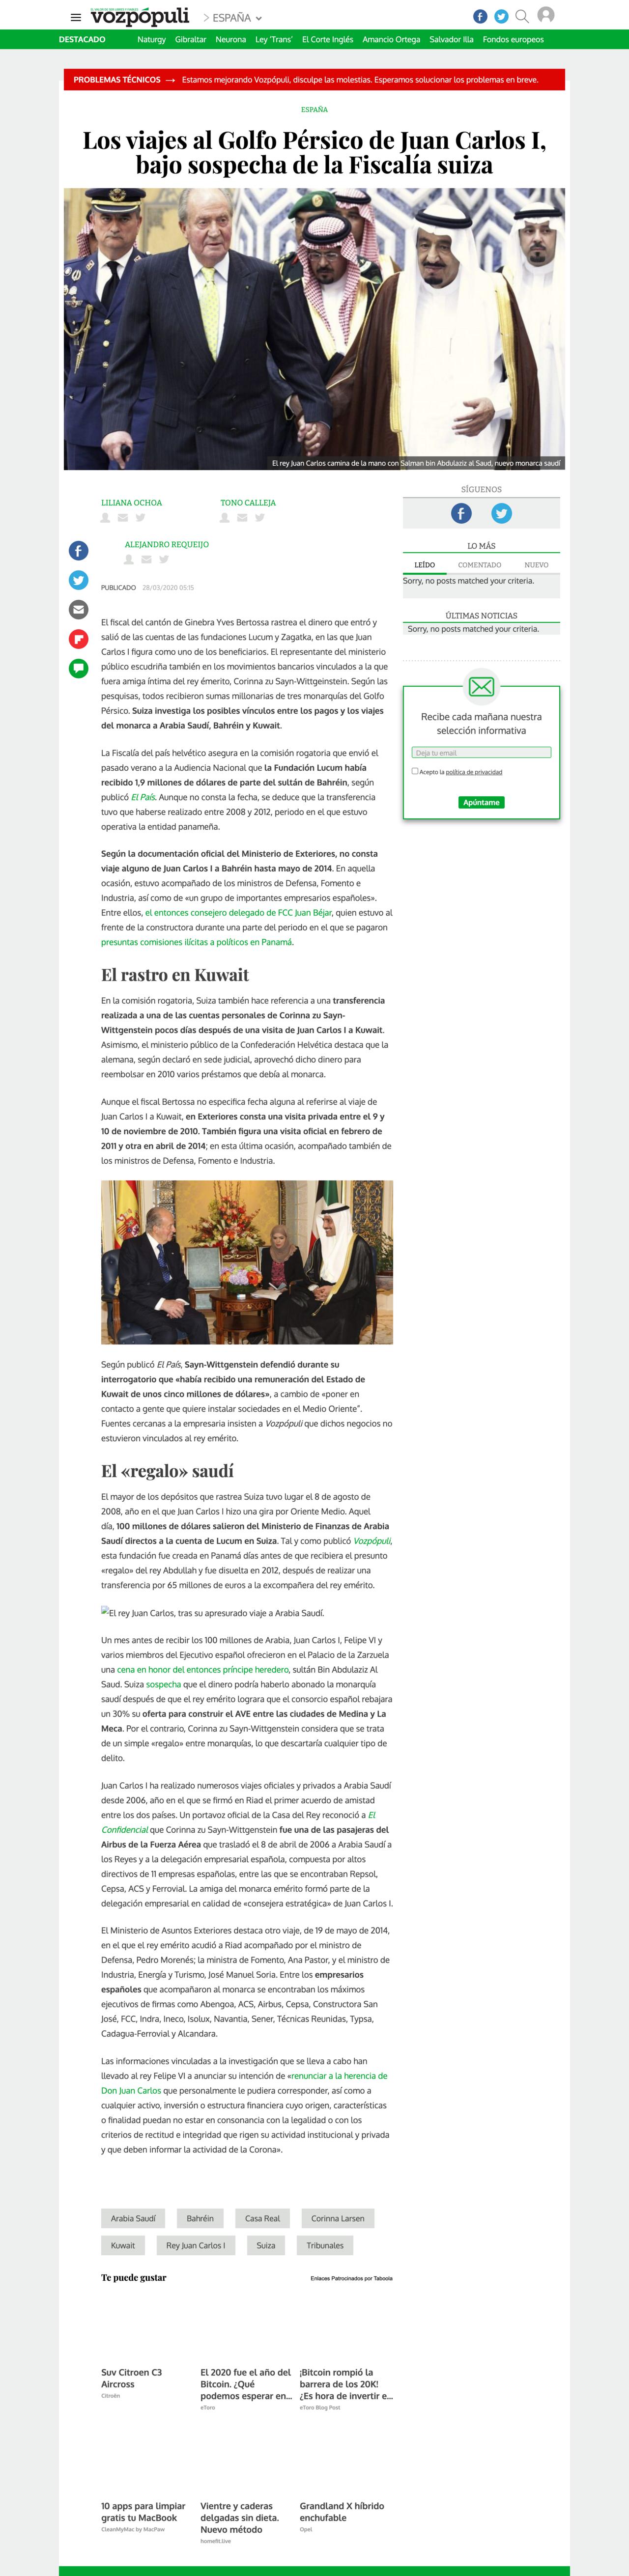 vozpópuli
ESPAÑA
DESTACADO
Naturgy Gibraltar Neurona Ley 'Trans' El Corte Inglés Amancio Ortega Salvador Illa Fondos europeos
PROBLEMAS TÉCNICOS → Estamos mejorando Vozpópuli, disculpe las molestias. Esperamos solucionar los problemas en breve.
ESPAÑA
Los viajes al Golfo Pérsico de Juan Carlos I,
bajo sospecha de la Fiscalía suiza
El rey Juan Carlos camina de la mano con Salman bin Abdulaziz al Saud, nuevo monarca saudí
LILIANA OCHOA
TONO CALLEJA
ALEJANDRO REQUEIJO
PUBLICADO 28/03/2020 05:15
El fiscal del cantón de Ginebra Yves Bertossa rastrea el dinero que entró y
salió de las cuentas de las fundaciones Lucum y Zagatka, en las que Juan
Carlos I figura como uno de los beneficiarios. El representante del ministerio
público escudriña también en los movimientos bancarios vinculados a la que
fuera amiga íntima del rey émerito, Corinna zu Sayn-Wittgeinstein. Según las
pesquisas, todos recibieron sumas millonarias de tres monarquías del Golfo
Pérsico. Suiza investiga los posibles vínculos entre los pagos y los viajes
del monarca a Arabia Saudí, Bahréin y Kuwait.
La Fiscalía del país helvético asegura en la comisión rogatoria que envió el
pasado verano a la Audiencia Nacional que la Fundación Lucum había
recibido 1,9 millones de dólares de parte del sultán de Bahréin, según
publicó El País. Aunque no consta la fecha, se deduce que la transferencia
tuvo que haberse realizado entre 2008 y 2012, periodo en el que estuvo
operativa la entidad panameña.
Según la documentación oficial del Ministerio de Exteriores, no consta
viaje alguno de Juan Carlos I a Bahréin hasta mayo de 2014. En aquella
ocasión, estuvo acompañado de los ministros de Defensa, Fomento e
Industria, así como de «un grupo de importantes empresarios españoles».
Entre ellos, el entonces consejero delegado de FCC Juan Béjar, quien estuvo al
frente de la constructora durante una parte del periodo en el que se pagaron
presuntas comisiones ilícitas a políticos en Panamá.
El rastro en Kuwait
En la comisión rogatoria, Suiza también hace referencia a una transferencia
realizada a una de las cuentas personales de Corinna zu Sayn-
Wittgenstein pocos días después de una visita de Juan Carlos I a Kuwait.
Asimismo, el ministerio público de la Confederación Helvética destaca que la
alemana, según declaró en sede judicial, aprovechó dicho dinero para
reembolsar en 2010 varios préstamos que debía al monarca.
Aunque el fiscal Bertossa no especifica fecha alguna al referirse al viaje de
Juan Carlos I a Kuwait, en Exteriores consta una visita privada entre el 9 y
10 de noviembre de 2010. También figura una visita oficial en febrero de
2011 y otra en abril de 2014; en esta última ocasión, acompañado también de
los ministros de Defensa, Fomento e Industria.
Según publicó El País, Sayn-Wittgenstein defendió durante su
interrogatorio que «había recibido una remuneración del Estado de
Kuwait de unos cinco millones de dólares», a cambio de «poner en
contacto a gente que quiere instalar sociedades en el Medio Oriente".
Fuentes cercanas a la empresaria insisten a Vozpópuli que dichos negocios no
estuvieron vinculados al rey emérito.
El «regalo» saudí
El mayor de los depósitos que rastrea Suiza tuvo lugar el 8 de agosto de
2008, año en el que Juan Carlos I hizo una gira por Oriente Medio. Aquel
día, 100 millones de dólares salieron del Ministerio de Finanzas de Arabia
Saudí directos a la cuenta de Lucum en Suiza. Tal y como publicó Vozpópuli,
esta fundación fue creada en Panamá días antes de que recibiera el presunto
«regalo» del rey Abdullah y fue disuelta en 2012, después de realizar una
transferencia por 65 millones de euros a la excompañera del rey emérito.
El rey Juan Carlos, tras su apresurado viaje a Arabia Saudí.
Un mes antes de recibir los 100 millones de Arabia, Juan Carlos I, Felipe VI y
varios miembros del Ejecutivo español ofrecieron en el Palacio de la Zarzuela
una cena en honor del entonces príncipe heredero, sultán Bin Abdulaziz Al
Saud. Suiza sospecha que el dinero podría haberlo abonado la monarquía
saudí después de que el rey emérito lograra que el consorcio español rebajara
un 30% su oferta para construir el AVE entre las ciudades de Medina y La
Meca. Por el contrario, Corinna zu Sayn-Wittgenstein considera que se trata
de un simple «regalo» entre monarquías, lo que descartaría cualquier tipo de
delito.
Juan Carlos I ha realizado numerosos viajes oficiales y privados a Arabia Saudí
desde 2006, año en el que se firmó en Riad el primer acuerdo de amistad
entre los dos países. Un portavoz oficial de la Casa del Rey reconoció a El
Confidencial que Corinna zu Sayn-Wittgenstein fue una de las pasajeras del
Airbus de la Fuerza Aérea que trasladó el 8 de abril de 2006 a Arabia Saudí a
los Reyes y a la delegación empresarial española, compuesta por altos
directivos de 11 empresas españolas, entre las que se encontraban Repsol,
Cepsa, ACS y Ferrovial. La amiga del monarca emérito formó parte de la
delegación empresarial en calidad de «consejera estratégica» de Juan Carlos I.
El Ministerio de Asuntos Exteriores destaca otro viaje, de 19 de mayo de 2014,
en el que el rey emérito acudió a Riad acompañado por el ministro de
Defensa, Pedro Morenés; la ministra de Fomento, Ana Pastor, y el ministro de
Industria, Energía y Turismo, José Manuel Soria. Entre los empresarios
españoles que acompañaron al monarca se encontraban los máximos
ejecutivos de firmas como Abengoa, ACS, Airbus, Cepsa, Constructora San
José, FCC, Indra, Ineco, Isolux, Navantia, Sener, Técnicas Reunidas, Typsa,
Cadagua-Ferrovial y Alcandara.
Las informaciones vinculadas a la investigación que se lleva a cabo han
llevado al rey Felipe VI a anunciar su intención de «renunciar a la herencia de
Don Juan Carlos que personalmente le pudiera corresponder, así como a
cualquier activo, inversión o estructura financiera cuyo origen, características
o finalidad puedan no estar en consonancia con la legalidad o con los
criterios de rectitud e integridad que rigen su actividad institucional y privada
y que deben informar la actividad de la Corona».
Arabia Saudí Bahréin Casa Real Corinna Larsen
Kuwait Rey Juan Carlos I Suiza Tribunales
Te puede gustar
Enlaces Patrocinados por Taboola
Suv Citroen C3
Aircross
Citroën
El 2020 fue el año del
Bitcoin. ¿Qué
podemos esperar en...
eToro
¡Bitcoin rompió la
barrera de los 20K!
¿Es hora de invertir e...
eToro Blog Post
10 apps para limpiar
gratis tu MacBook
CleanMyMac by MacPaw
Vientre y caderas
delgadas sin dieta.
Nuevo método
homefit.live
Grandland X híbrido
enchufable
Opel
SÍGUENOS
LO MÁS
LEÍDO COMENTADO NUEVO
Sorry, no posts matched your criteria.
ÚLTIMAS NOTICIAS
Sorry, no posts matched your criteria.
Recibe cada mañana nuestra
selección informativa
Deja tu email
Acepto la política de privacidad
Apúntame